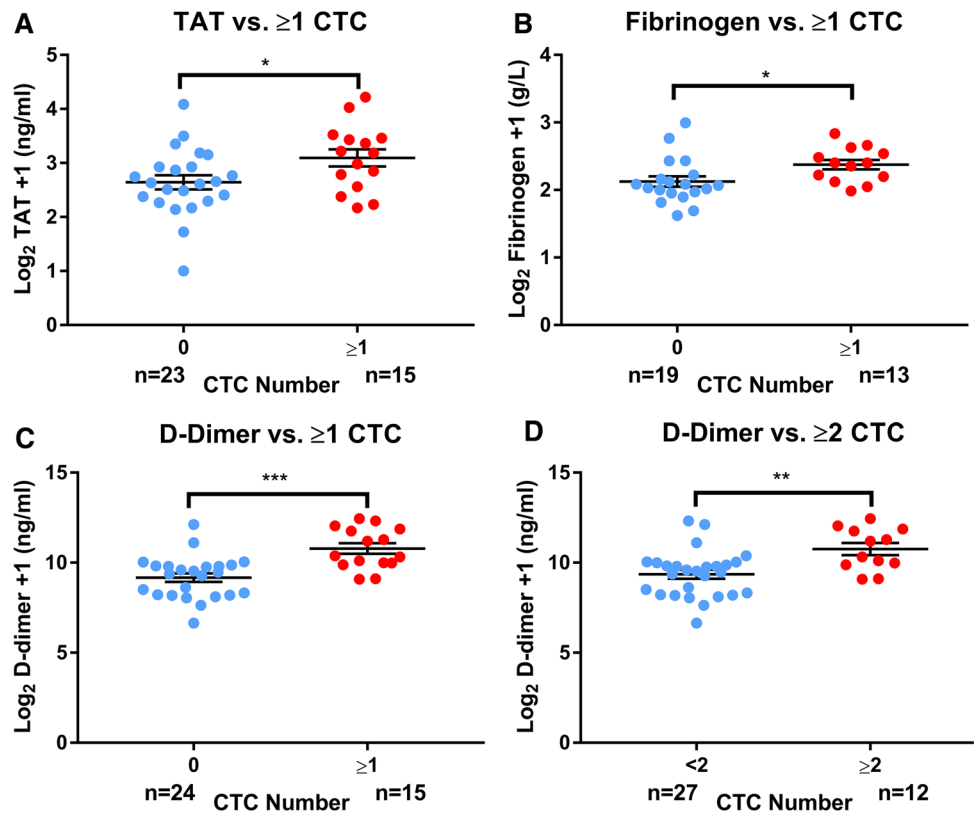 A TAT vs. ≥1 CTC
Log2 TAT +1 (ng/ml)
5
4
3
2
1
0
*
0 ≥1
n=23 CTC Number n=15
B Fibrinogen vs. ≥1 CTC
Log2 Fibrinogen +1 (g/L)
4
3
2
1
0
*
0 ≥1
n=19 CTC Number n=13
C D-Dimer vs. ≥1 CTC
Log2 D-dimer +1 (ng/ml)
15
10
5
0
***
0 ≥1
n=24 CTC Number n=15
D D-Dimer vs. ≥2 CTC
Log2 D-dimer +1 (ng/ml)
15
10
5
0
**
<2 ≥2
n=27 CTC Number n=12